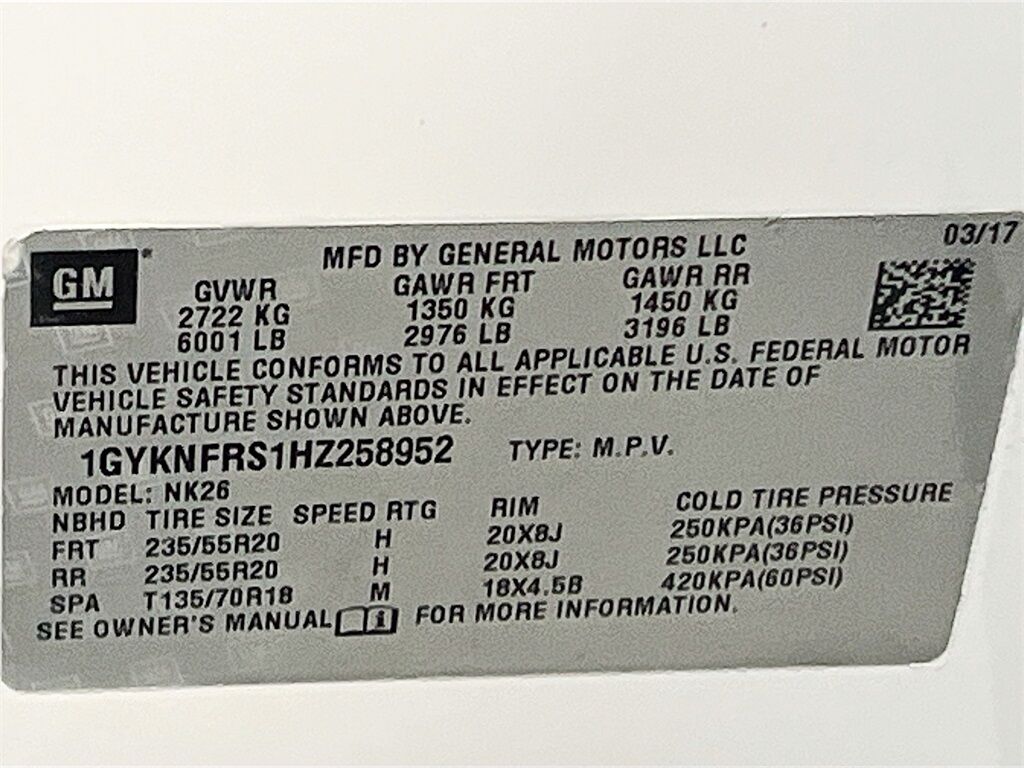 GM
MFD BY GENERAL MOTORS LLC
03/17
GVWR GAWR FRT GAWR RR
2722 KG 1350 KG 1450 KG
6001 LB 2976 LB 3196 LB
THIS VEHICLE CONFORMS TO ALL APPLICABLE U.S. FEDERAL MOTOR
VEHICLE SAFETY STANDARDS IN EFFECT ON THE DATE OF
MANUFACTURE SHOWN ABOVE.
1GYKNFRS1HZ258952 TYPE: M.P.V.
MODEL: NK26
NBHD TIRE SIZE SPEED RTG RIM COLD TIRE PRESSURE
FRT 235/55R20 H 20X8J 250KPA(36PSI)
RR 235/55R20 H 20X8J 250KPA(36PSI)
SPA T135/70R18 M 18X4.5B 420KPA(60PSI)
SEE OWNER'S MANUAL i FOR MORE INFORMATION.